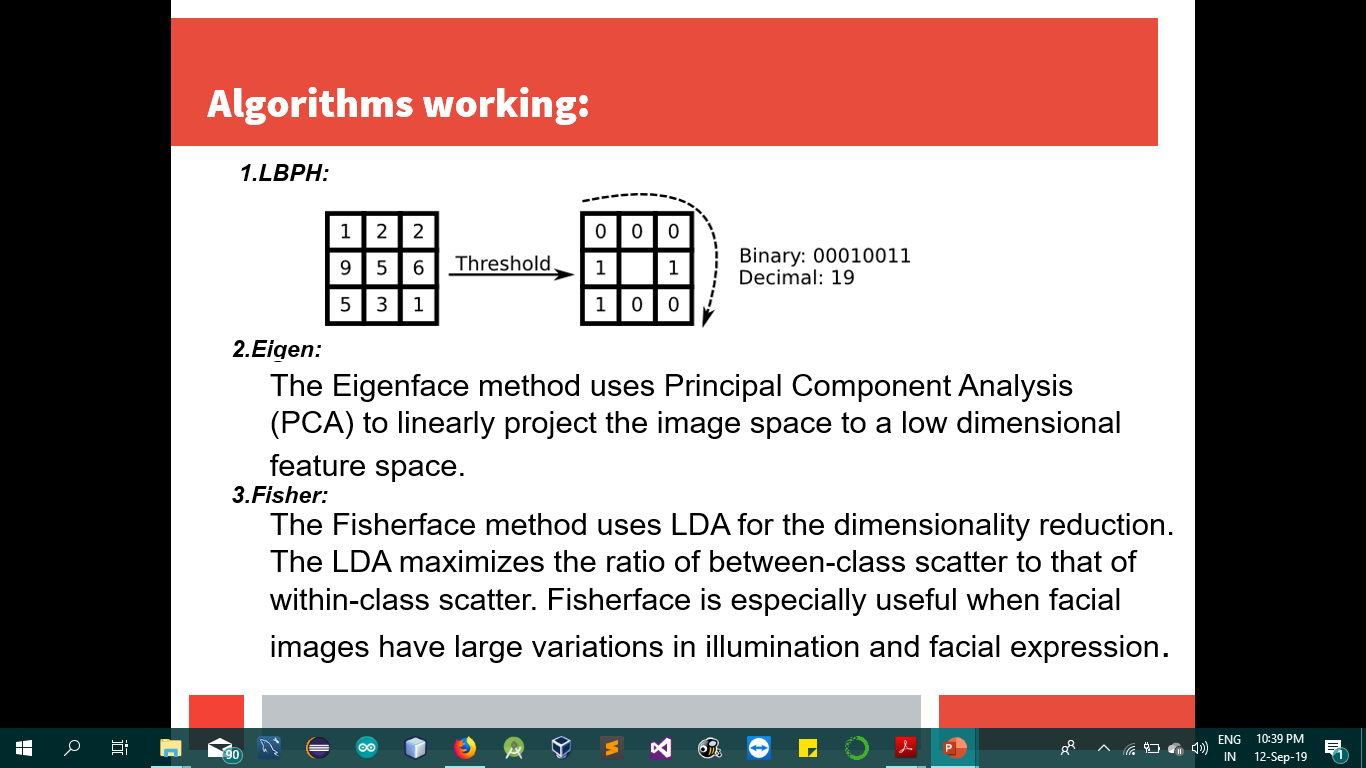 Algorithms working:
1.LBPH:
1 2 2
9 5 6
5 3 1
Threshold
0 0 0
1 1
1 0 0
Binary: 00010011
Decimal: 19
2.Eigen:
The Eigenface method uses Principal Component Analysis
(PCA) to linearly project the image space to a low dimensional
feature space.
3.Fisher:
The Fisherface method uses LDA for the dimensionality reduction.
The LDA maximizes the ratio of between-class scatter to that of
within-class scatter. Fisherface is especially useful when facial
images have large variations in illumination and facial expression.
90
ENG
IN
10:39 PM
12-Sep-19
1